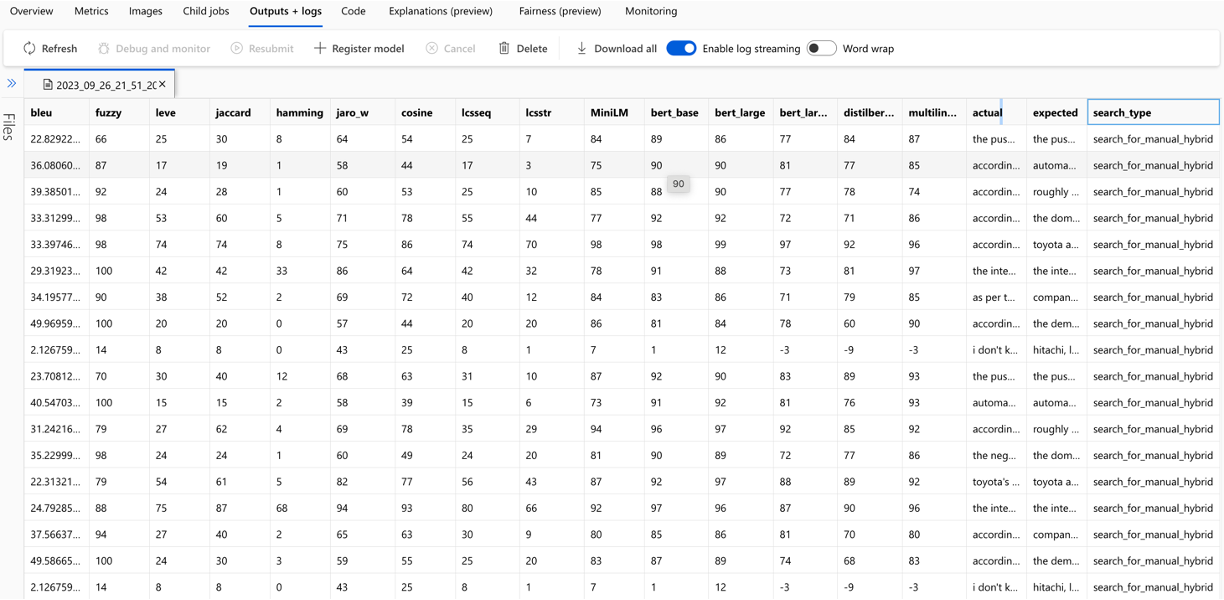 Overview Metrics Images Child jobs Outputs + logs Code Explanations (preview) Fairness (preview) Monitoring
Refresh Debug and monitor Resubmit Register model Cancel Delete Download all Enable log streaming Word wrap
2023_09_26_21_51_20
Files
bleu fuzzy leve jaccard hamming jaro_w cosine lcsseq lcsstr MiniLM bert_base bert_large bert_lar... distilber... multilin... actual expected search_type
22.82922... 66 25 30 8 64 54 25 7 84 89 86 77 84 87 the pus... the pus... search_for_manual_hybrid
36.08060... 87 17 19 1 58 44 17 3 75 90 90 81 77 85 accordin... automa... search_for_manual_hybrid
90
39.38501... 92 24 28 1 60 53 25 10 85 88 90 77 78 74 accordin... roughly ... search_for_manual_hybrid
33.31299... 98 53 60 5 71 78 55 44 77 92 92 72 71 86 accordin... the dom... search_for_manual_hybrid
33.39746... 98 74 74 8 75 86 74 70 98 98 99 97 92 96 accordin... toyota a... search_for_manual_hybrid
29.31923... 100 42 42 33 86 64 42 32 78 91 88 73 81 97 the inte... the inte... search_for_manual_hybrid
34.19577... 90 38 52 2 69 72 40 12 84 83 86 71 79 85 as per t... compan... search_for_manual_hybrid
49.96959... 100 20 20 0 57 44 20 20 86 81 84 78 60 90 accordin... the dem... search_for_manual_hybrid
2.126759... 14 8 8 0 43 25 8 1 7 1 12 -3 -9 -3 i don't k... hitachi, l... search_for_manual_hybrid
23.70812... 70 30 40 12 68 63 31 10 87 92 90 83 89 93 the pus... the pus... search_for_manual_hybrid
40.54703... 100 15 15 2 58 39 15 6 73 91 92 81 76 93 automa... automa... search_for_manual_hybrid
31.24216... 79 27 62 4 69 78 35 29 94 96 97 92 85 92 accordin... roughly ... search_for_manual_hybrid
35.22999... 98 24 24 1 60 49 24 20 81 90 89 72 77 86 the neg... the dom... search_for_manual_hybrid
22.31321... 79 54 61 5 82 77 56 43 87 92 97 88 89 92 toyota's ... toyota a... search_for_manual_hybrid
24.79285... 88 75 87 68 94 93 80 66 92 97 96 87 90 96 the inte... the inte... search_for_manual_hybrid
37.56637... 94 27 40 2 65 63 30 9 80 85 86 81 70 80 accordin... compan... search_for_manual_hybrid
49.58665... 100 24 30 3 59 55 25 20 83 87 89 74 68 83 accordin... the dem... search_for_manual_hybrid
2.126759... 14 8 8 0 43 25 8 1 7 1 12 -3 -9 -3 i don't k... hitachi, l... search_for_manual_hybrid